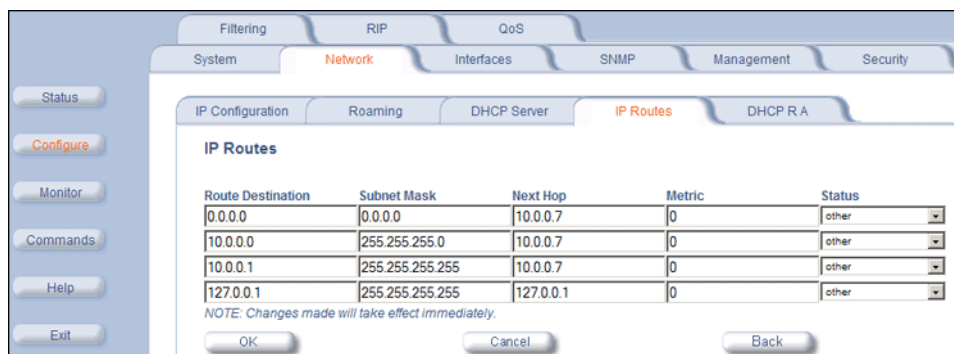 Filtering RIP QoS
System Network Interfaces SNMP Management Security
Status
IP Configuration Roaming DHCP Server IP Routes DHCP R A
Configure
IP Routes
Monitor
Route Destination Subnet Mask Next Hop Metric Status
0.0.0.0 0.0.0.0 10.0.0.7 0 other
Commands
10.0.0.0 255.255.255.0 10.0.0.7 0 other
10.0.0.1 255.255.255.255 10.0.0.7 0 other
Help
127.0.0.1 255.255.255.255 127.0.0.1 0 other
NOTE: Changes made will take effect immediately.
Exit
OK Cancel Back